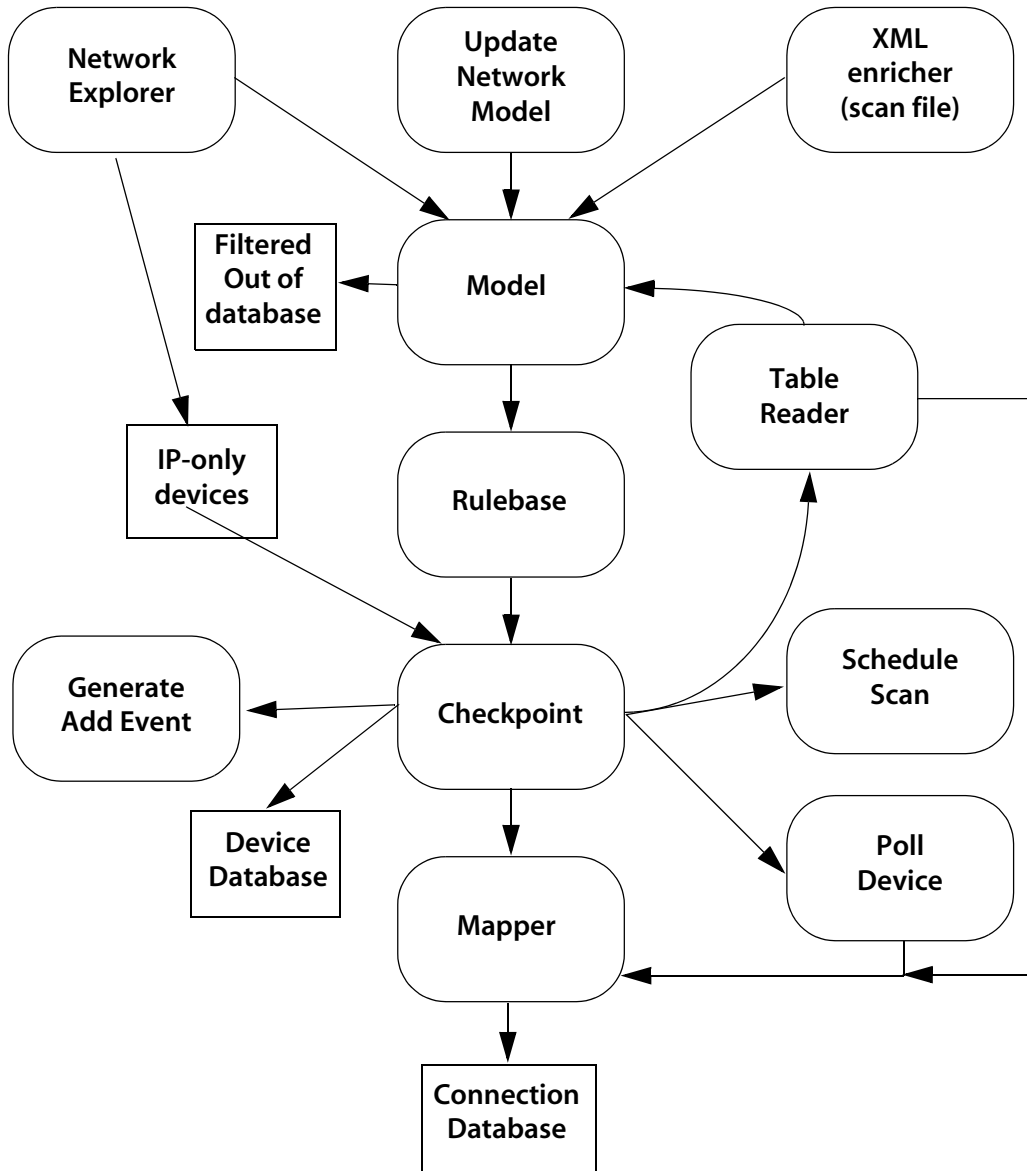 Network
Explorer
Update
Network
Model
XML
enricher
(scan file)
Filtered
Out of
database
Model
Table
Reader
IP-only
devices
Rulebase
Generate
Add Event
Checkpoint
Schedule
Scan
Device
Database
Mapper
Poll
Device
Connection
Database